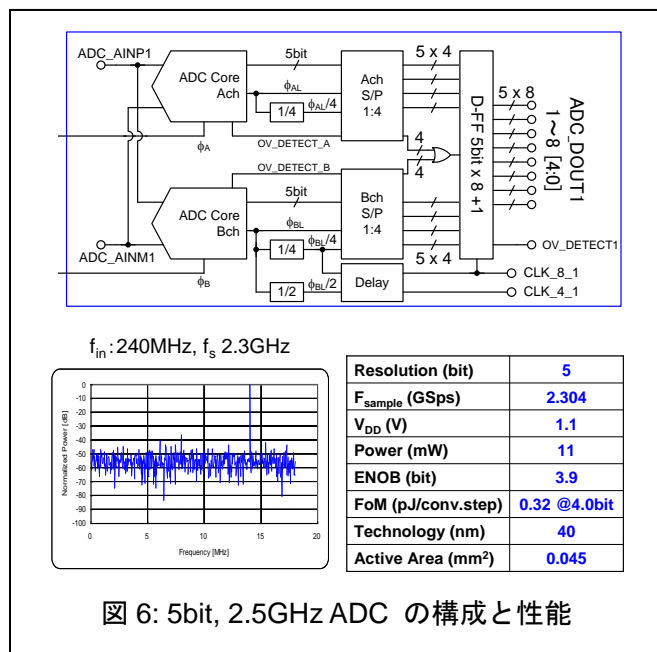 ADC_AINP1
ADC Core
Ach
5bit
ϕAL
1/4
ϕAL/4
ϕA
OV_DETECT_A
Ach
S/P
1:4
5 x 4
4
4
D-FF 5bit x 8 +1
5 x 8
ADC_DOUT1
1～8 [4:0]
OV_DETECT_B
ADC Core
Bch
5bit
ϕBL
1/4
ϕBL/4
1/2
ϕBL/2
ϕB
ADC_AINM1
Bch
S/P
1:4
5 x 4
Delay
OV_DETECT1
CLK_8_1
CLK_4_1
fin : 240MHz, fs 2.3GHz
Normalized Power [dB]
0
-10
-20
-30
-40
-50
-60
-70
-80
-90
-100
0 5 10 15 20
Frequency [MHz]
Resolution (bit) 5
Fsample (GSps) 2.304
VDD (V) 1.1
Power (mW) 11
ENOB (bit) 3.9
FoM (pJ/conv.step) 0.32 @4.0bit
Technology (nm) 40
Active Area (mm²) 0.045
図 6: 5bit, 2.5GHz ADC の構成と性能